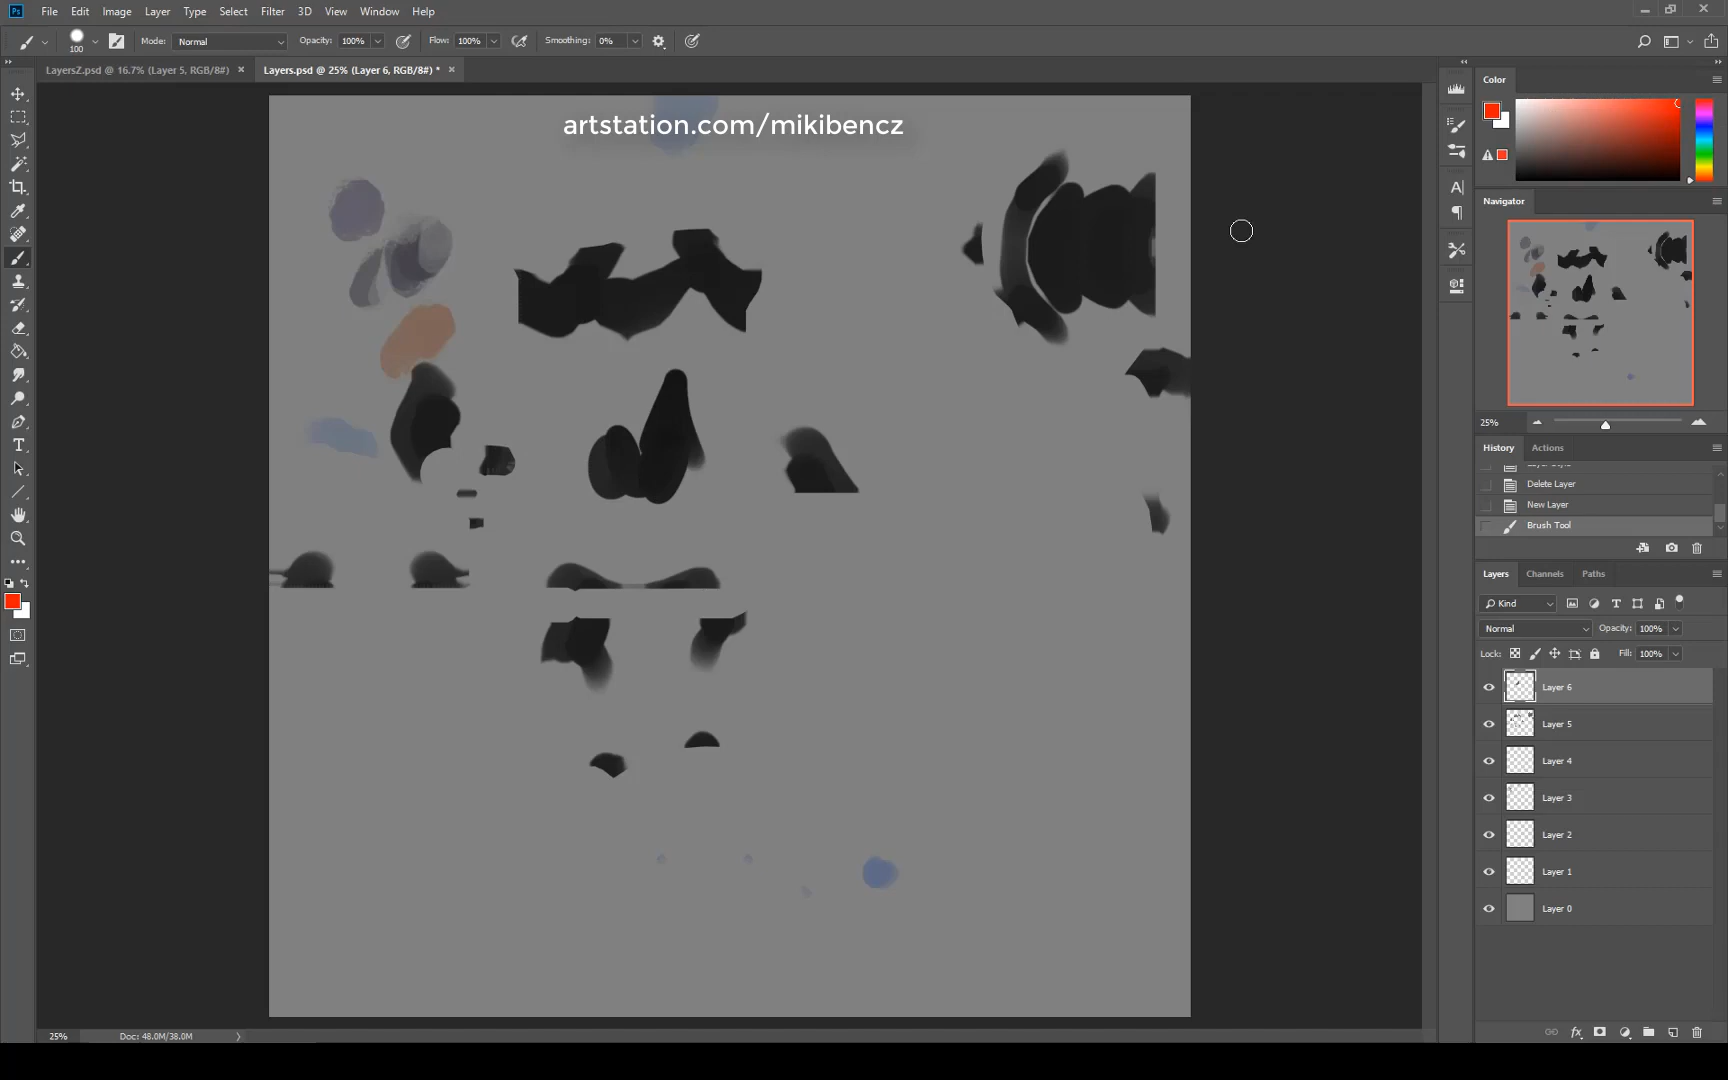 Ps File Edit Image Layer Type Select Filter 3D View Window Help
100 Mode: Normal Opacity: 100% Flow: 100% Smoothing: 0%
LayersZ.psd @ 16.7% (Layer 5, RGB/8#) Layers.psd @ 25% (Layer 6, RGB/8#) *
artstation.com/mikibencz
Color
Navigator
25%
History Actions
Delete Layer
New Layer
Brush Tool
Layers Channels Paths
Kind
Normal Opacity: 100%
Lock: Fill: 100%
Layer 6
Layer 5
Layer 4
Layer 3
Layer 2
Layer 1
Layer 0
25% Doc: 48.0M/38.0M